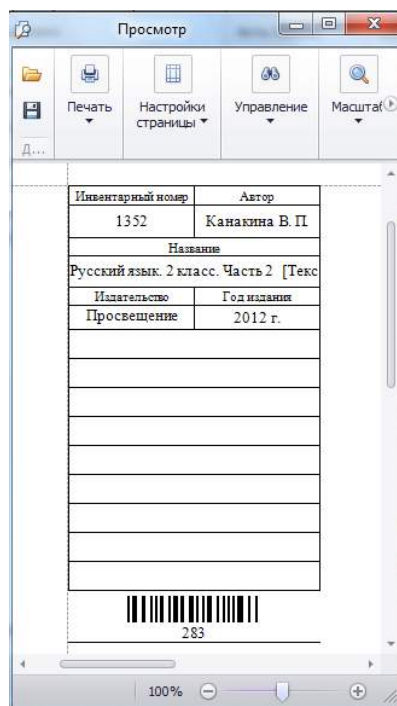 Просмотр
Печать Настройки страницы Управление Масштаб
Д...
Инвентарный номер Автор
1352 Канакина В. П.
Название
Русский язык. 2 класс. Часть 2 [Текс
Издательство Год издания
Просвещение 2012 г.
283
100%